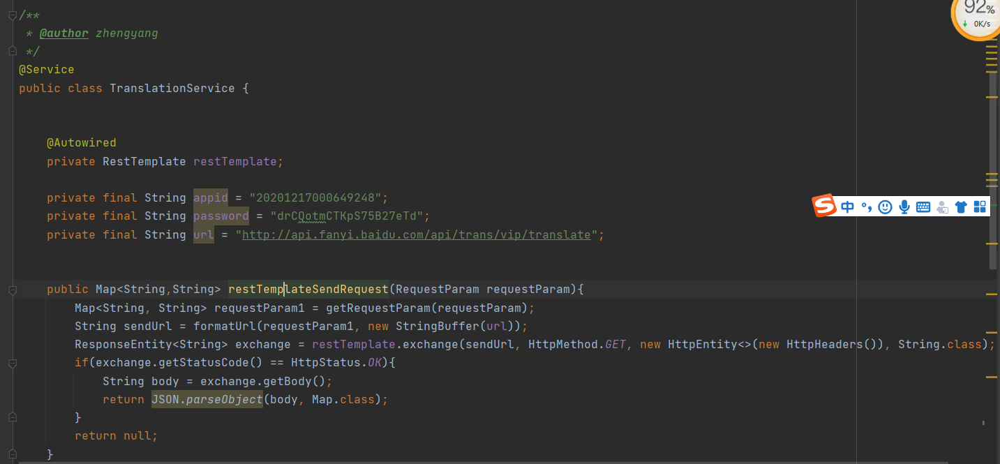 /**
* @author zhengyang
*/
@Service
public class TranslationService {
@Autowired
private RestTemplate restTemplate;
private final String appid = "20201217000649248";
private final String password = "drCQotmCTKpS75B27eTd";
private final String url = "http://api.fanyi.baidu.com/api/trans/vip/translate";
public Map<String,String> restTemplateSendRequest(RequestParam requestParam){
Map<String, String> requestParam1 = getRequestParam(requestParam);
String sendUrl = formatUrl(requestParam1, new StringBuffer(url));
ResponseEntity<String> exchange = restTemplate.exchange(sendUrl, HttpMethod.GET, new HttpEntity<>(new HttpHeaders()), String.class);
if(exchange.getStatusCode() == HttpStatus.OK){
String body = exchange.getBody();
return JSON.parseObject(body, Map.class);
}
return null;
}
92%
0K/s
S 中 °,